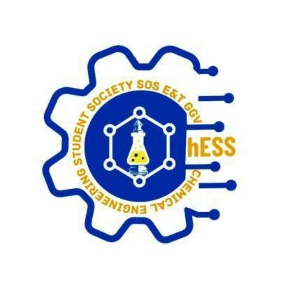 CHEMICAL ENGINEERING STUDENT SOCIETY SOS E&T GGV
hESS